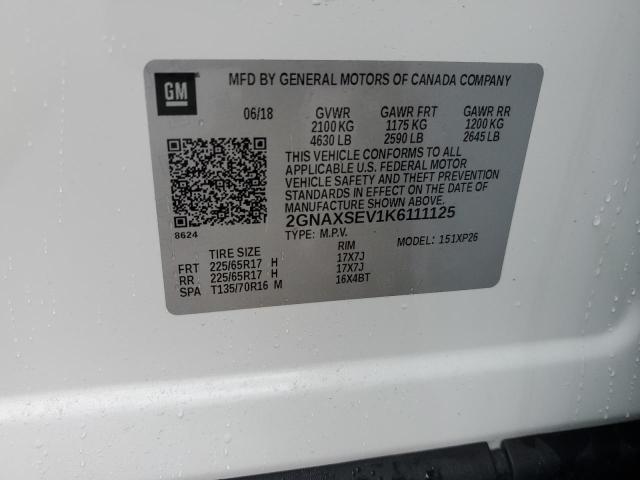 GM
MFD BY GENERAL MOTORS OF CANADA COMPANY
06/18 GVWR GAWR FRT GAWR RR
2100 KG 1175 KG 1200 KG
4630 LB 2590 LB 2645 LB
THIS VEHICLE CONFORMS TO ALL
APPLICABLE U.S. FEDERAL MOTOR
VEHICLE SAFETY AND THEFT PREVENTION
STANDARDS IN EFFECT ON THE DATE OF
MANUFACTURE SHOWN ABOVE.
2GNAXSEV1K6111125
8624
TYPE: M.P.V. MODEL: 151XP26
TIRE SIZE RIM
FRT 225/65R17 H 17X7J
RR 225/65R17 H 17X7J
SPA T135/70R16 M 16X4BT